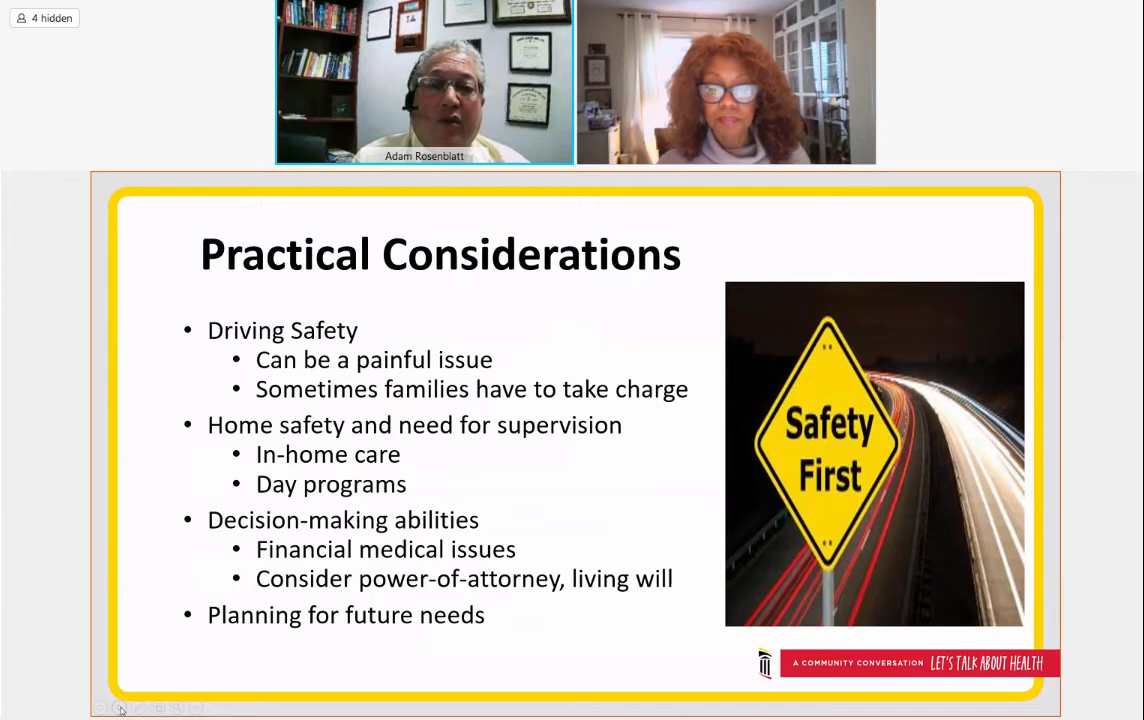 4 hidden
Adam Rosenblatt
Practical Considerations
• Driving Safety
• Can be a painful issue
• Sometimes families have to take charge
• Home safety and need for supervision
• In-home care
• Day programs
• Decision-making abilities
• Financial medical issues
• Consider power-of-attorney, living will
• Planning for future needs
Safety
First
A COMMUNITY CONVERSATION LET'S TALK ABOUT HEALTH